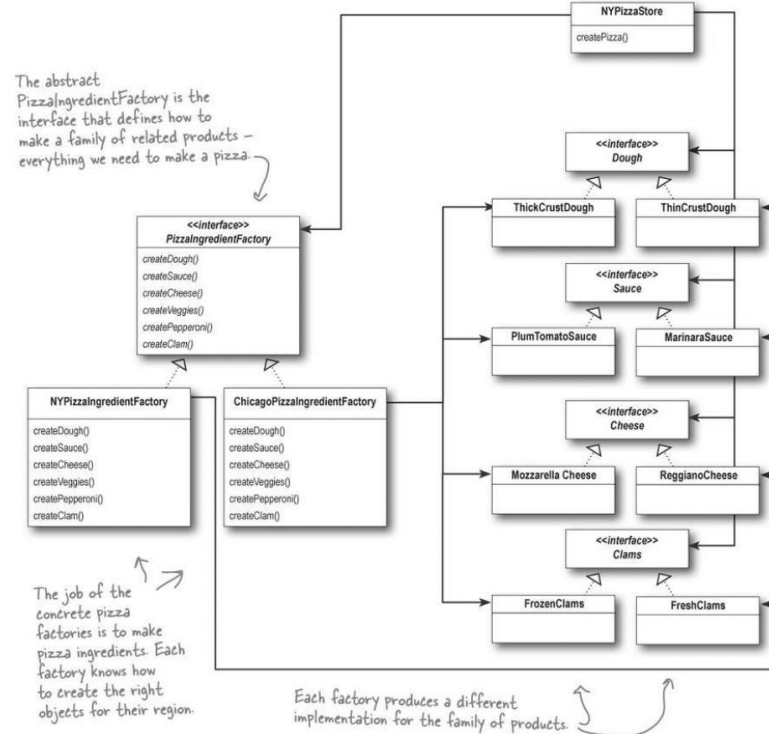 NYPizzaStore
createPizza()
The abstract
PizzaIngredientFactory is the
interface that defines how to
make a family of related products –
everything we need to make a pizza.
<<interface>>
Dough
ThickCrustDough
ThinCrustDough
<<interface>>
PizzaIngredientFactory
createDough()
createSauce()
createCheese()
createVeggies()
createPepperoni()
createClam()
<<interface>>
Sauce
PlumTomatoSauce
MarinaraSauce
NYPizzaIngredientFactory
createDough()
createSauce()
createCheese()
createVeggies()
createPepperoni()
createClam()
ChicagoPizzaIngredientFactory
createDough()
createSauce()
createCheese()
createVeggies()
createPepperoni()
createClam()
<<interface>>
Cheese
Mozzarella Cheese
ReggianoCheese
<<interface>>
Clams
FrozenClams
FreshClams
The job of the
concrete pizza
factories is to make
pizza ingredients. Each
factory knows how
to create the right
objects for their region.
Each factory produces a different
implementation for the family of products.